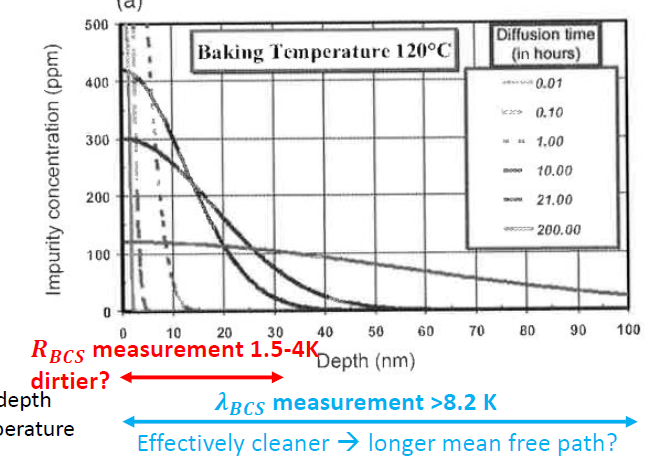 (a)
500
400
300
200
100
0
Impurity concentration (ppm)
Baking Temperature 120°C
Diffusion time
(in hours)
0.01
0.10
1.00
10.00
21.00
200.00
0 10 20 30 40 50 60 70 80 90 100
Depth (nm)
R_BCS measurement 1.5-4K
dirtier?
depth
perature
λ_BCS measurement >8.2 K
Effectively cleaner → longer mean free path?